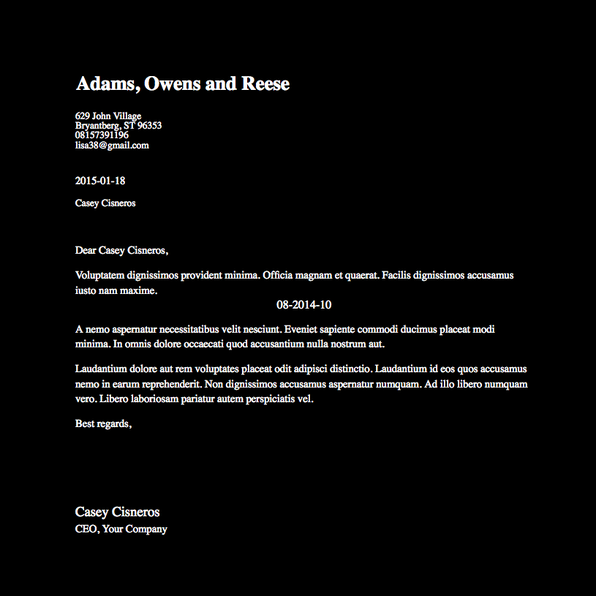 Adams, Owens and Reese
629 John Village
Bryantberg, ST 96353
08157391196
lisa38@gmail.com
2015-01-18
Casey Cisneros
Dear Casey Cisneros,
Voluptatem dignissimos provident minima. Officia magnam et quaerat. Facilis dignissimos accusamus
iusto nam maxime.
08-2014-10
A nemo aspernatur necessitatibus velit nesciunt. Eveniet sapiente commodi ducimus placeat modi
minima. In omnis dolore occaecati quod accusantium nulla nostrum aut.
Laudantium dolore aut rem voluptates placeat odit adipisci distinctio. Laudantium id eos quos accusamus
nemo in earum reprehenderit. Non dignissimos accusamus aspernatur numquam. Ad illo libero numquam
vero. Libero laboriosam pariatur autem perspiciatis vel.
Best regards,
Casey Cisneros
CEO, Your Company